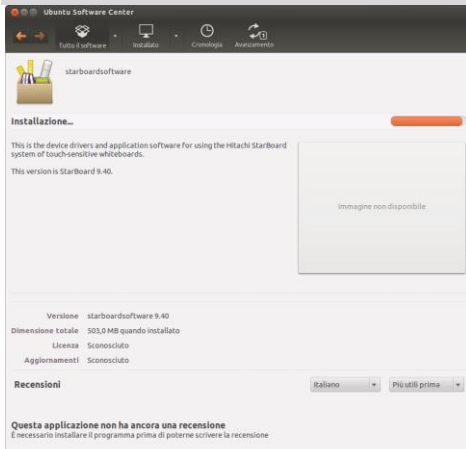 Ubuntu Software Center
Tutto il software
Installato
Cronologia
Avanzamento
1
starboardsoftware
Installazione...
This is the device drivers and application software for using the Hitachi StarBoard
system of touch-sensitive whiteboards.
This version is StarBoard 9.40.
Immagine non disponibile
Versione starboardsoftware 9.40
Dimensione totale 503,0 MB quando installato
Licenza Sconosciuto
Aggiornamenti Sconosciuto
Recensioni Italiano Più utili prima
Questa applicazione non ha ancora una recensione
È necessario installare il programma prima di poterne scrivere la recensione